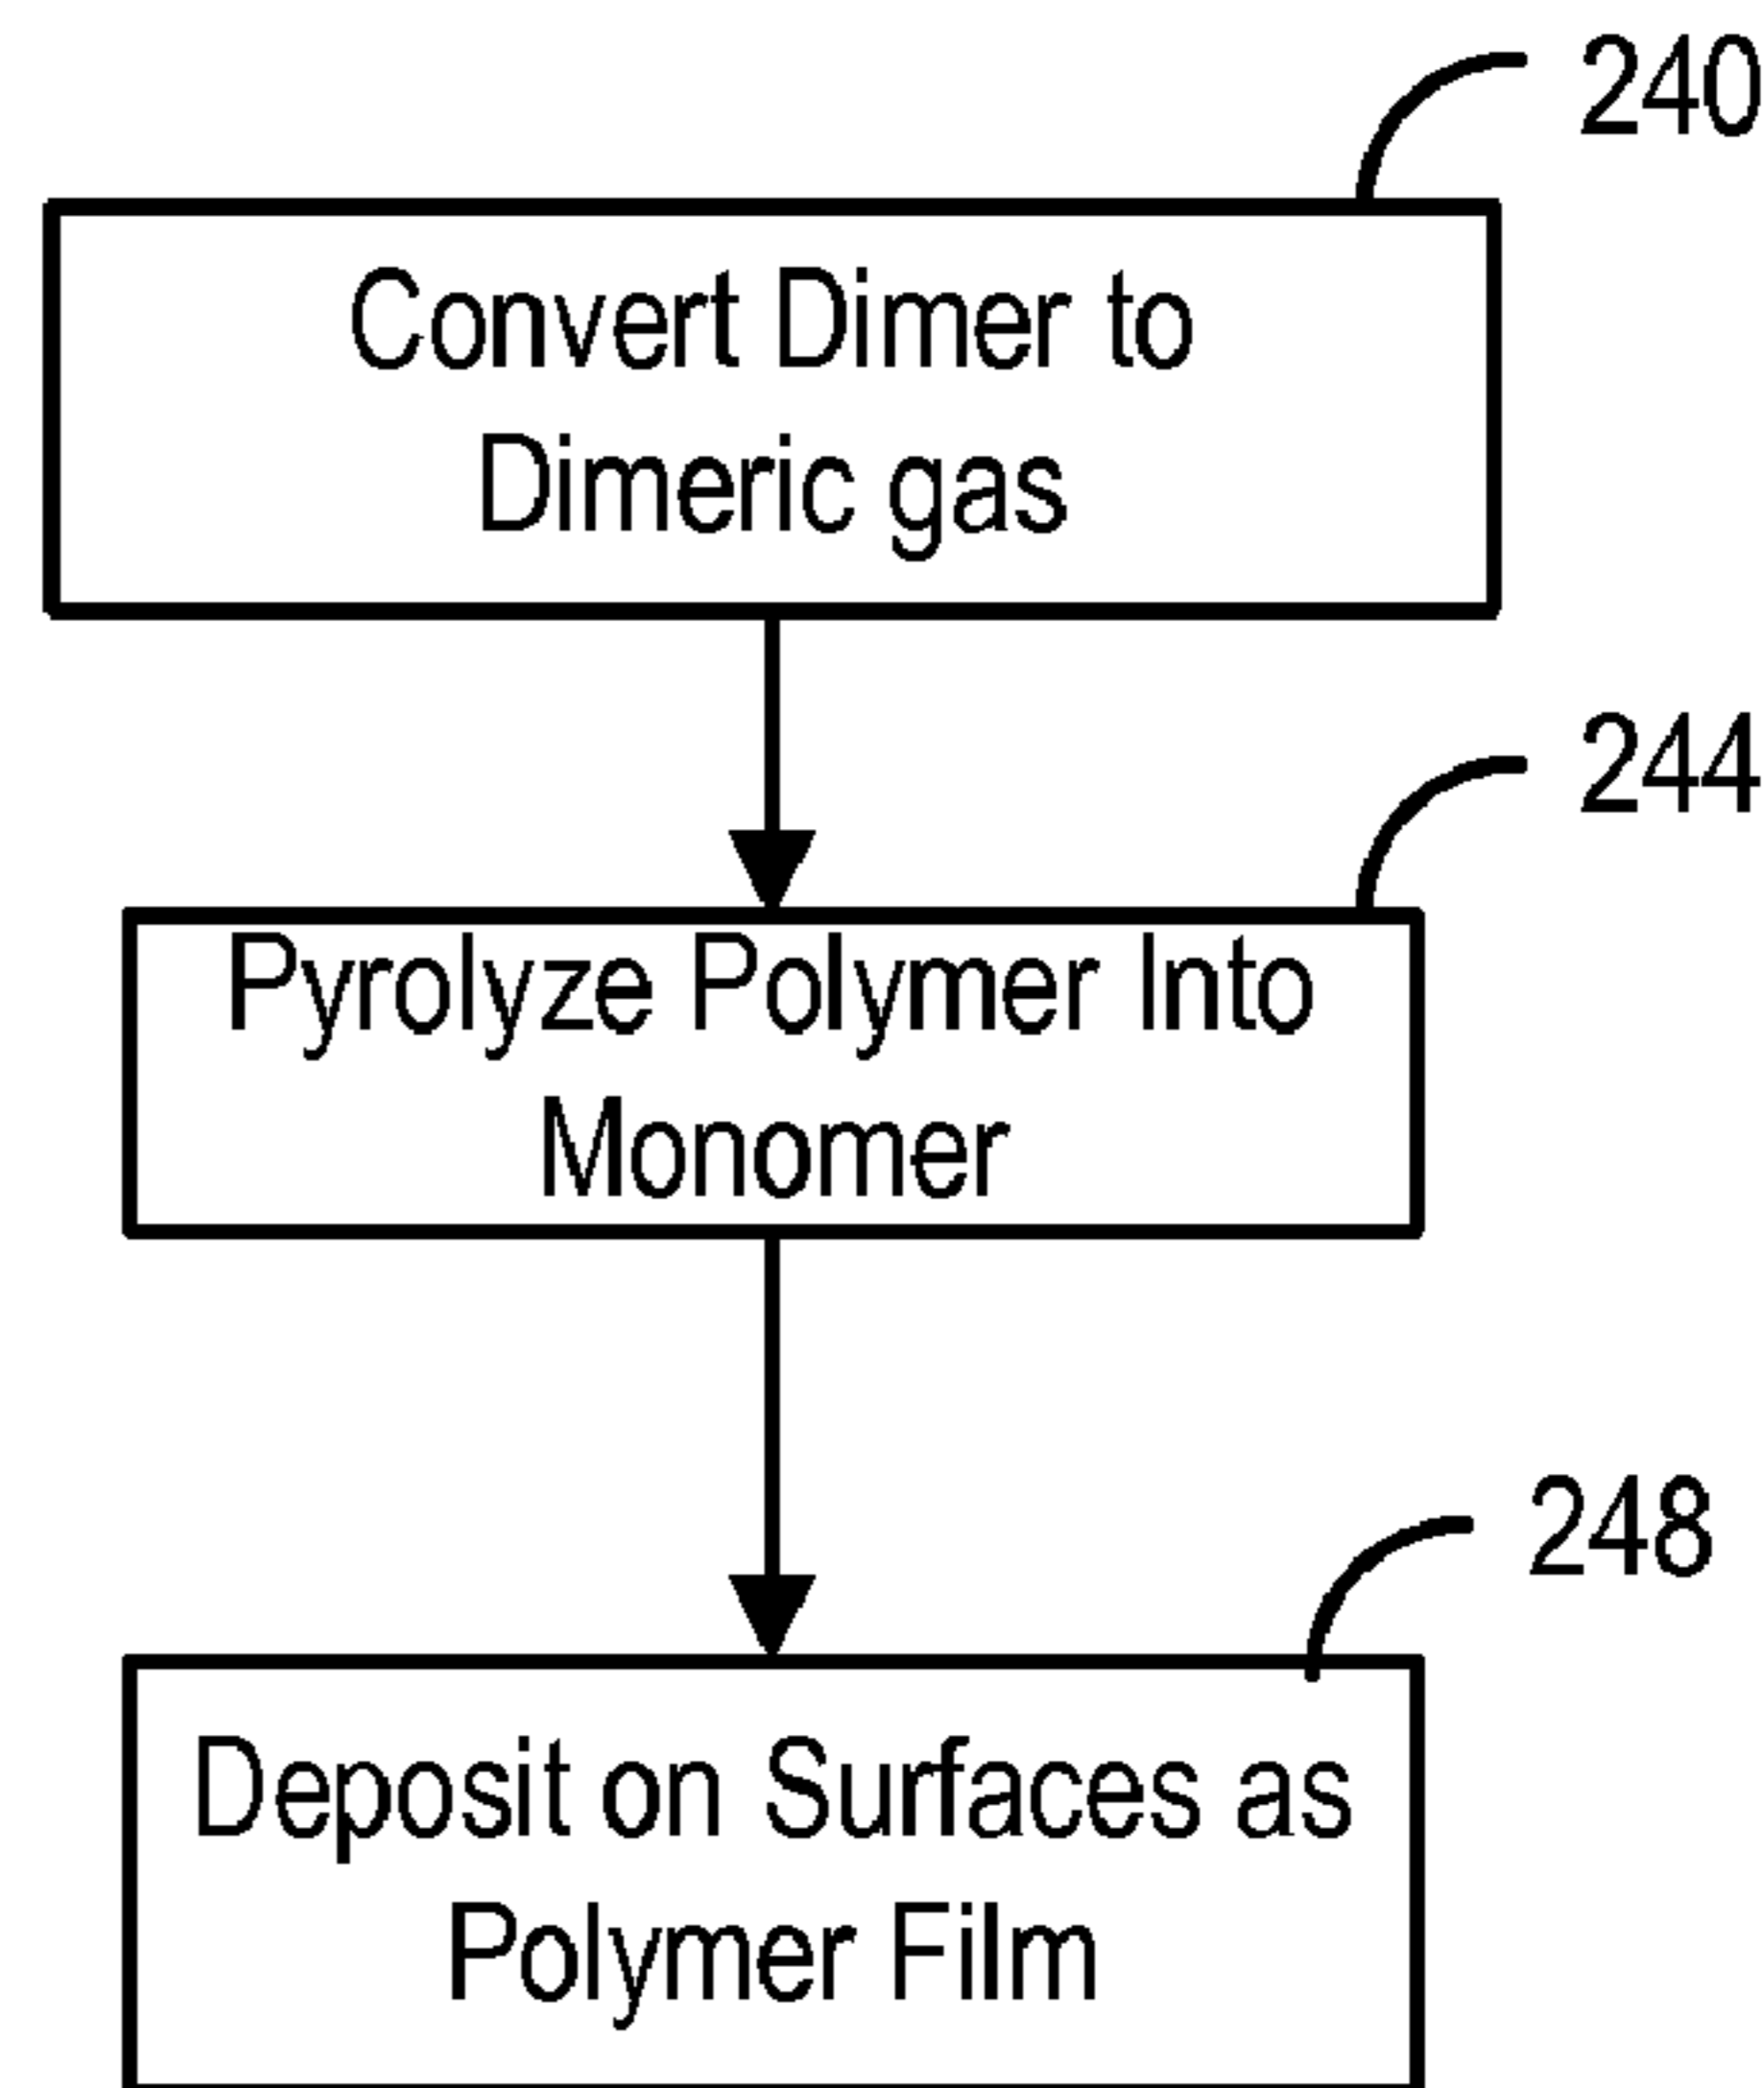 240
Convert Dimer to
Dimeric gas
244
Pyrolyze Polymer Into
Monomer
248
Deposit on Surfaces as
Polymer Film